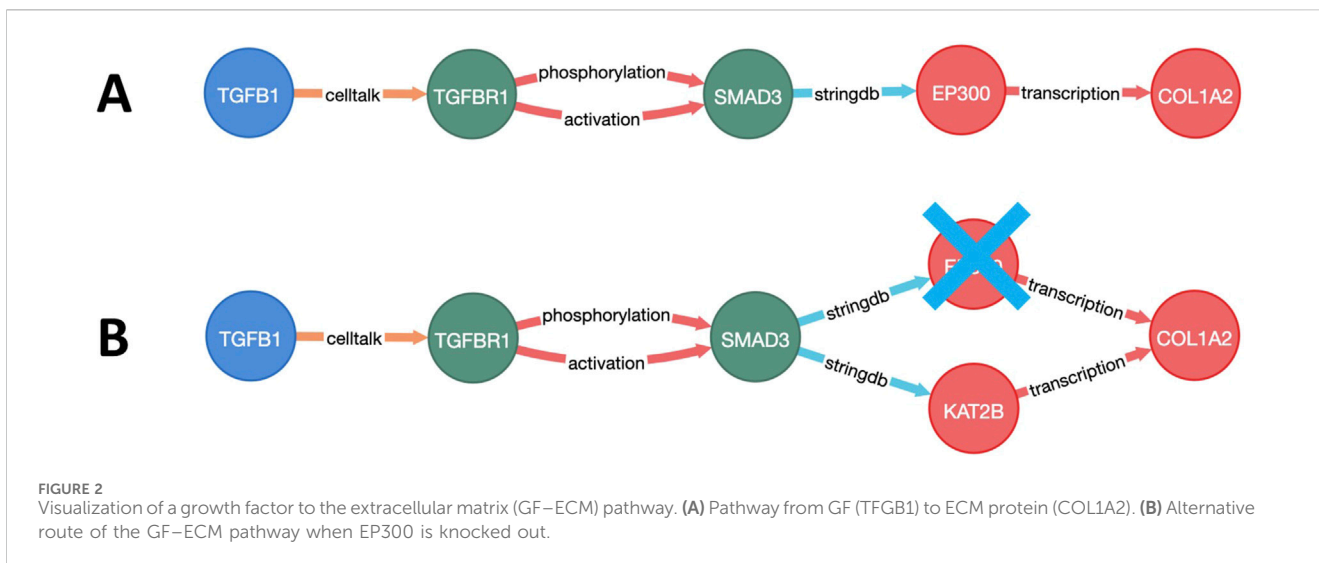 A
TGFB1
celltalk
TGFBR1
phosphorylation
activation
SMAD3
stringdb
EP300
transcription
COL1A2
B
TGFB1
celltalk
TGFBR1
phosphorylation
activation
SMAD3
stringdb
transcription
stringdb
KAT2B
transcription
COL1A2
FIGURE 2
Visualization of a growth factor to the extracellular matrix (GF–ECM) pathway. (A) Pathway from GF (TFGB1) to ECM protein (COL1A2). (B) Alternative
route of the GF–ECM pathway when EP300 is knocked out.